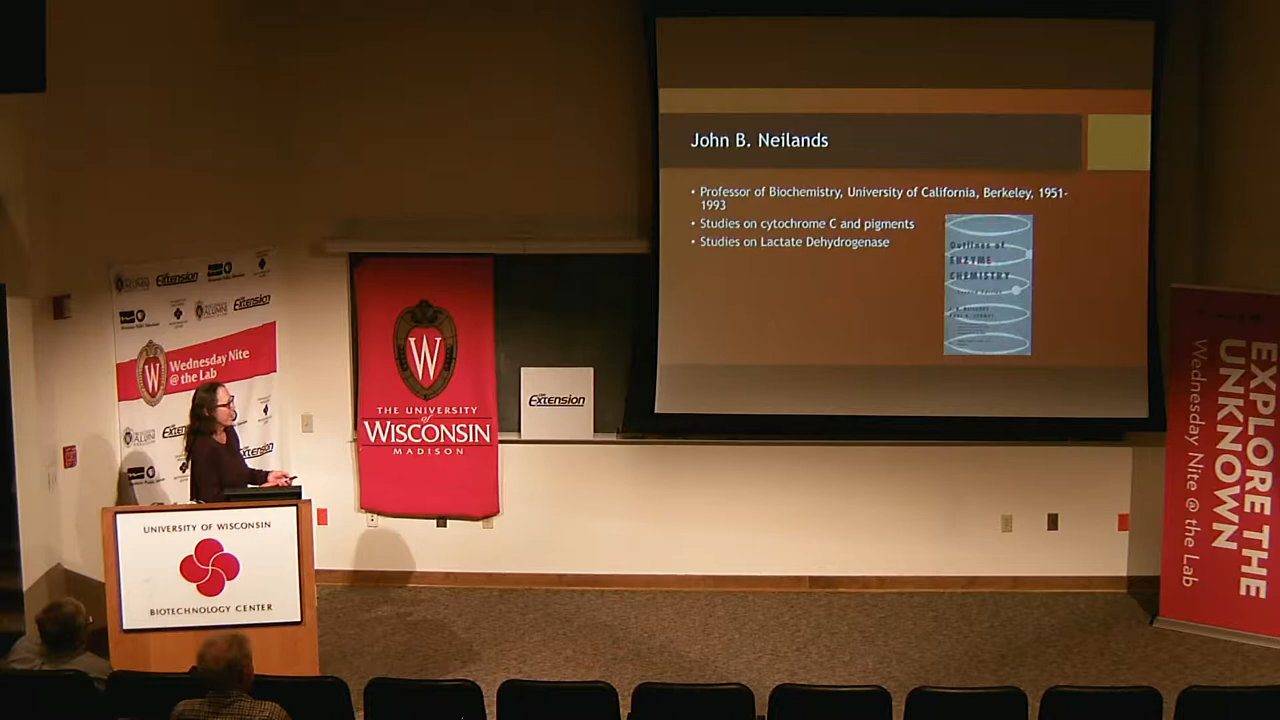 John B. Neilands
• Professor of Biochemistry, University of California, Berkeley, 1951-
1993
• Studies on cytochrome C and pigments
• Studies on Lactate Dehydrogenase
Outlines of
ENZYME
CHEMISTRY
Extension
Extension
Wednesday Nite
@ the Lab
W
W
THE UNIVERSITY
of
WISCONSIN
MADISON
Extension
UNIVERSITY OF WISCONSIN
BIOTECHNOLOGY CENTER
EXPLORE THE
UNKNOWN
Wednesday Nite @ the Lab